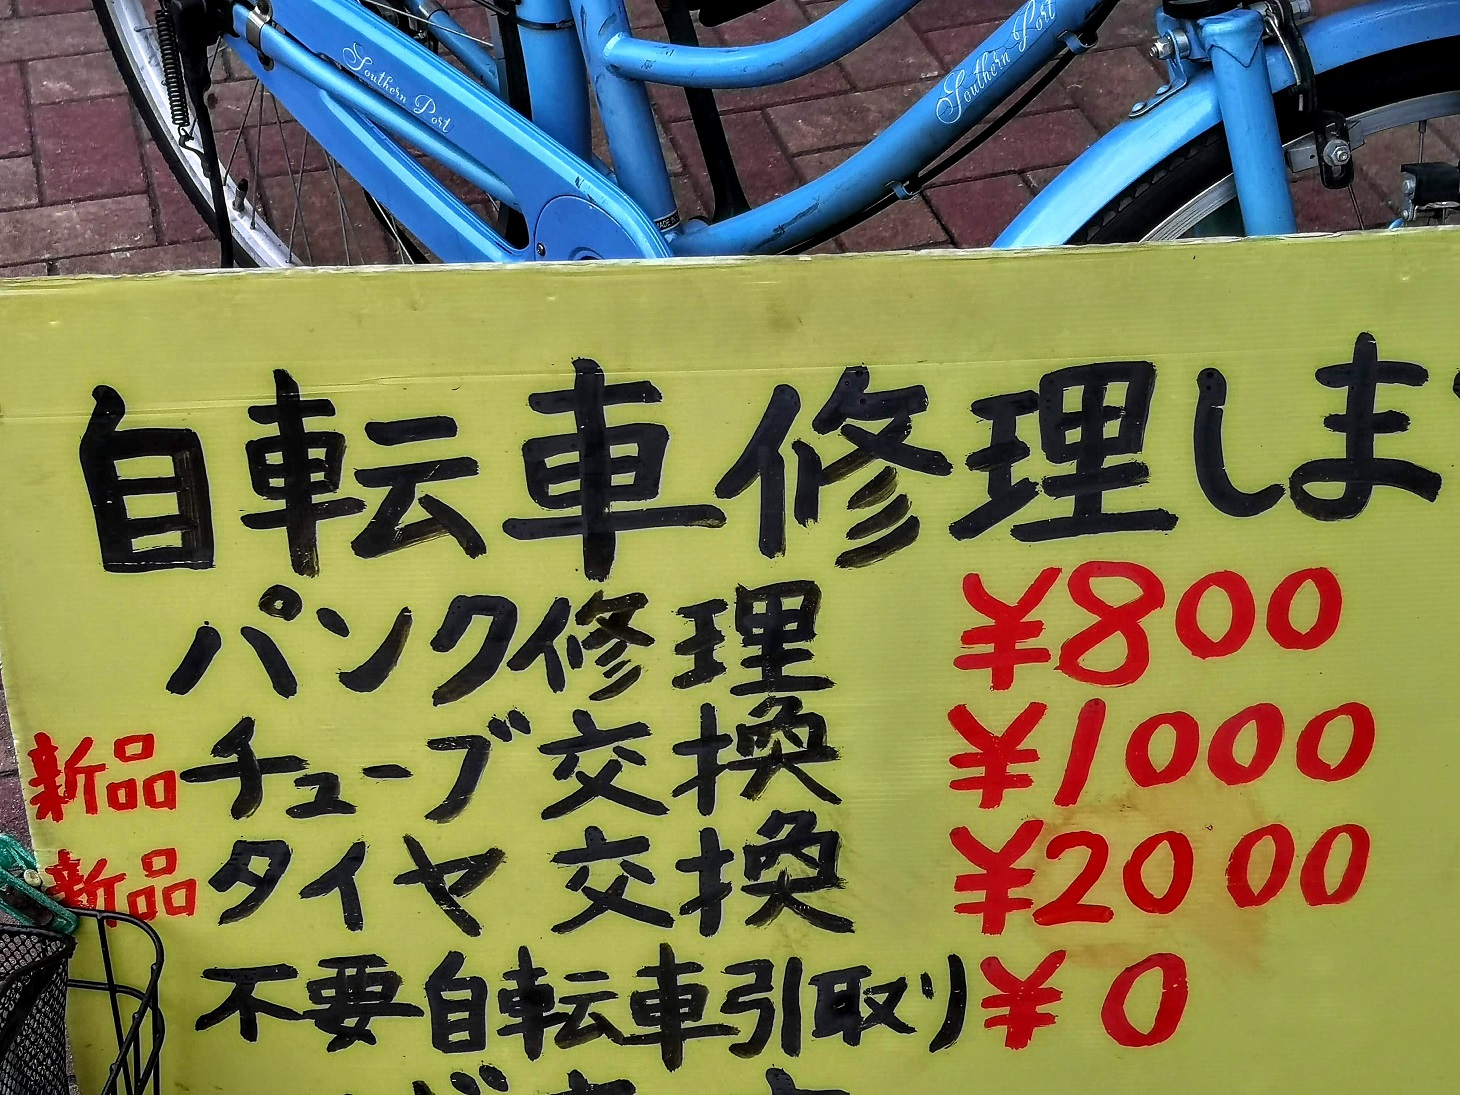 Southern Port
Southern Port
自転車修理しま
パンク修理 ¥800
新品チューブ交換 ¥1000
新品タイヤ交換 ¥2000
不要自転車引取り¥0